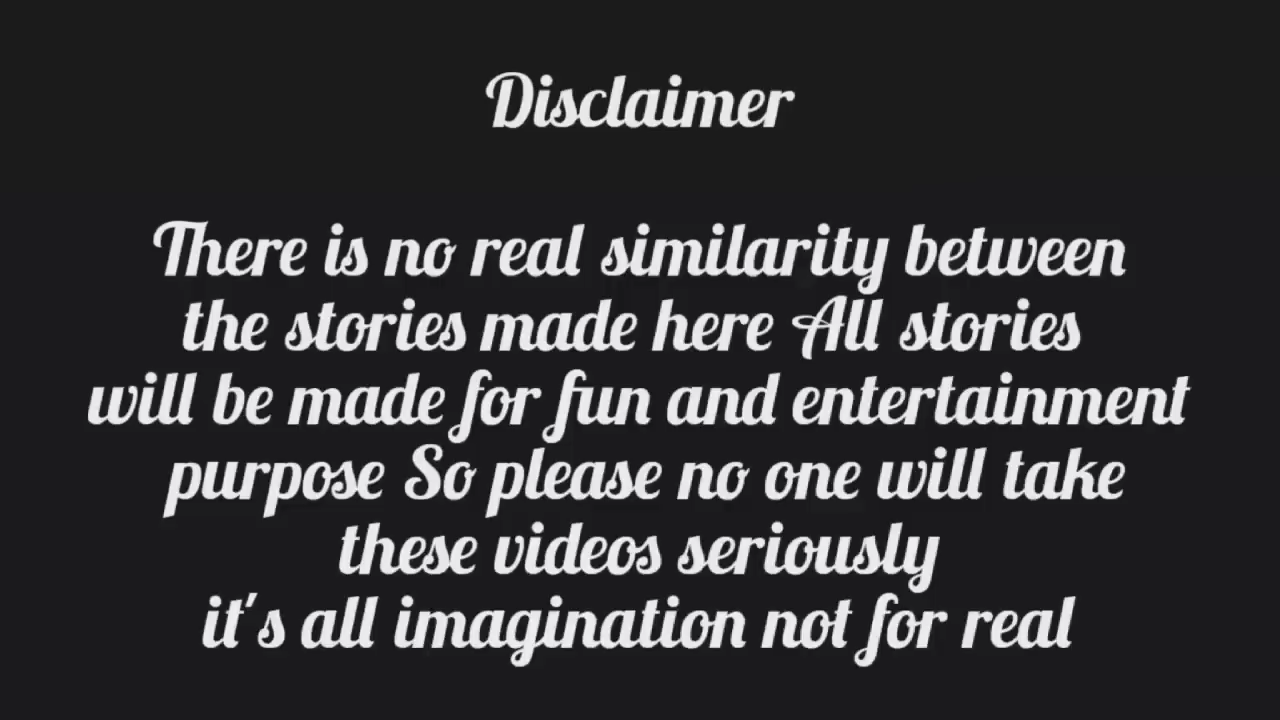 Disclaimer
There is no real similarity between
the stories made here All stories
will be made for fun and entertainment
purpose So please no one will take
these videos seriously
it's all imagination not for real